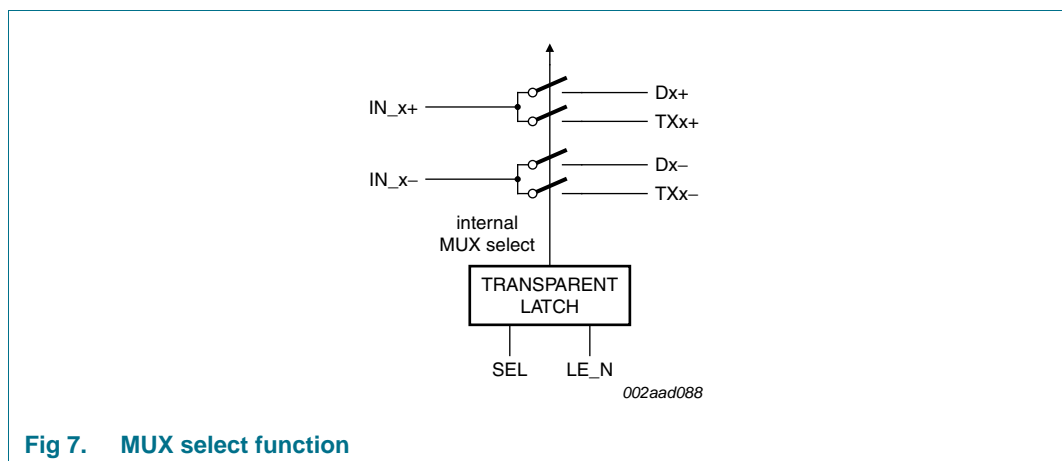 IN_x+
Dx+
TXx+
IN_x−
Dx−
TXx−
internal
MUX select
TRANSPARENT
LATCH
SEL
LE_N
002aad088
Fig 7. MUX select function